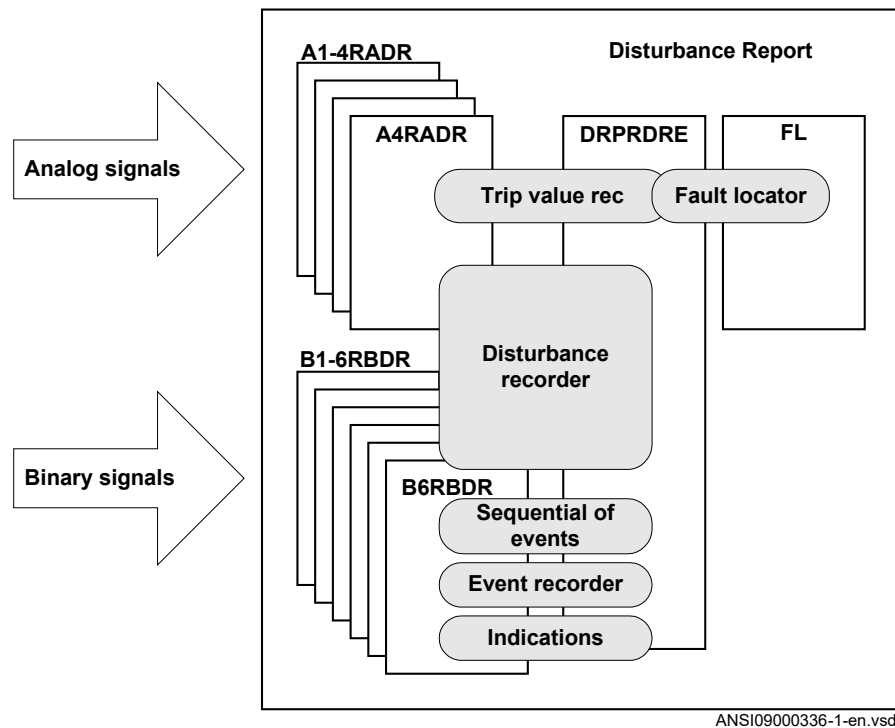 A1-4RADR
Disturbance Report
A4RADR
DRPRDRE
FL
Analog signals
Trip value rec
Fault locator
Disturbance
recorder
B1-6RBDR
Binary signals
B6RBDR
Sequential of
events
Event recorder
Indications
ANSI09000336-1-en.vsd